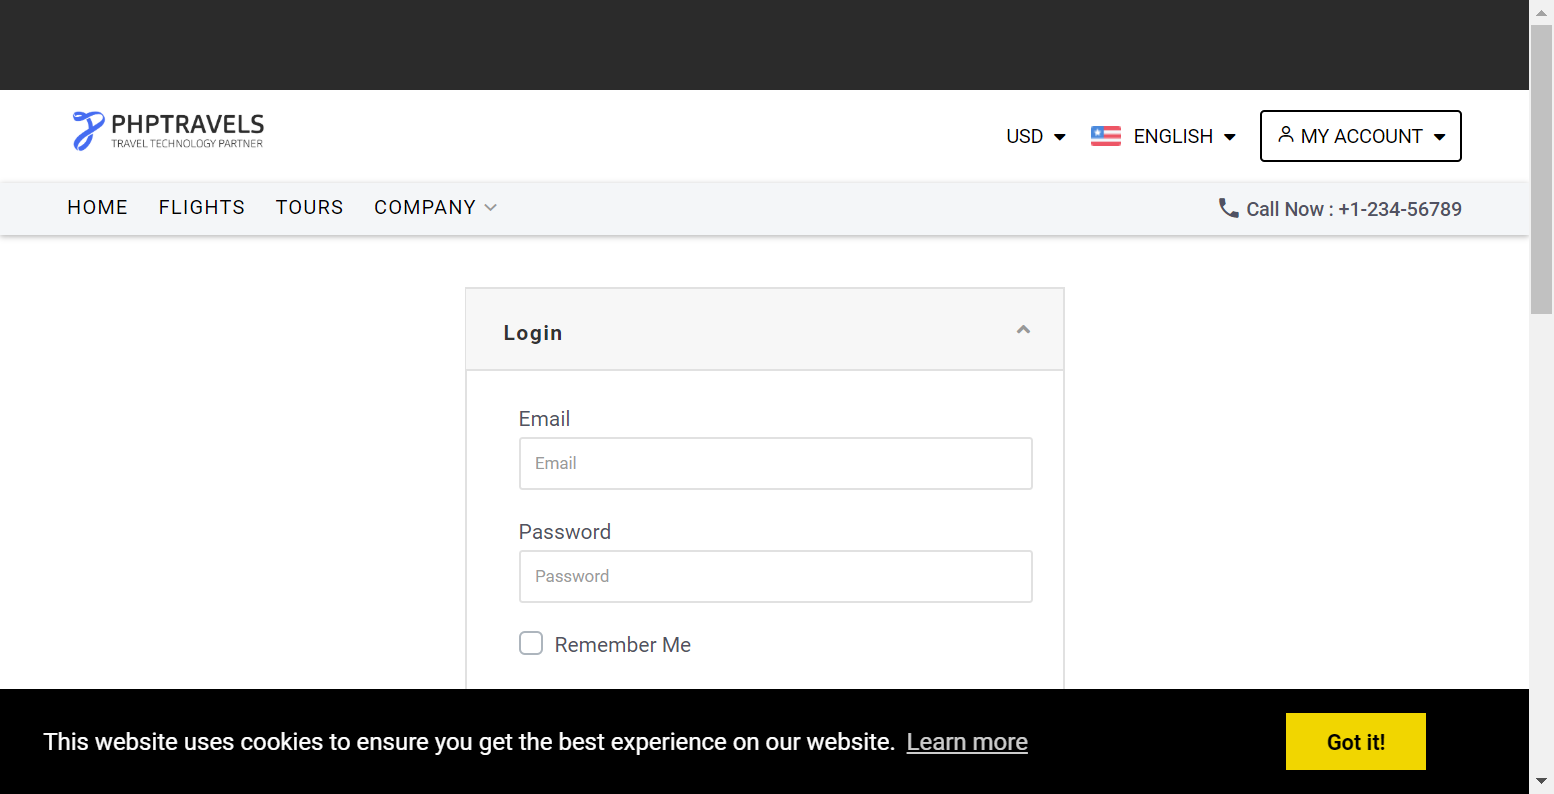 PHPTRAVELS
TRAVEL TECHNOLOGY PARTNER
USD
ENGLISH
MY ACCOUNT
HOME FLIGHTS TOURS COMPANY
Call Now : +1-234-56789
Login
Email
Email
Password
Password
Remember Me
This website uses cookies to ensure you get the best experience on our website. Learn more
Got it!